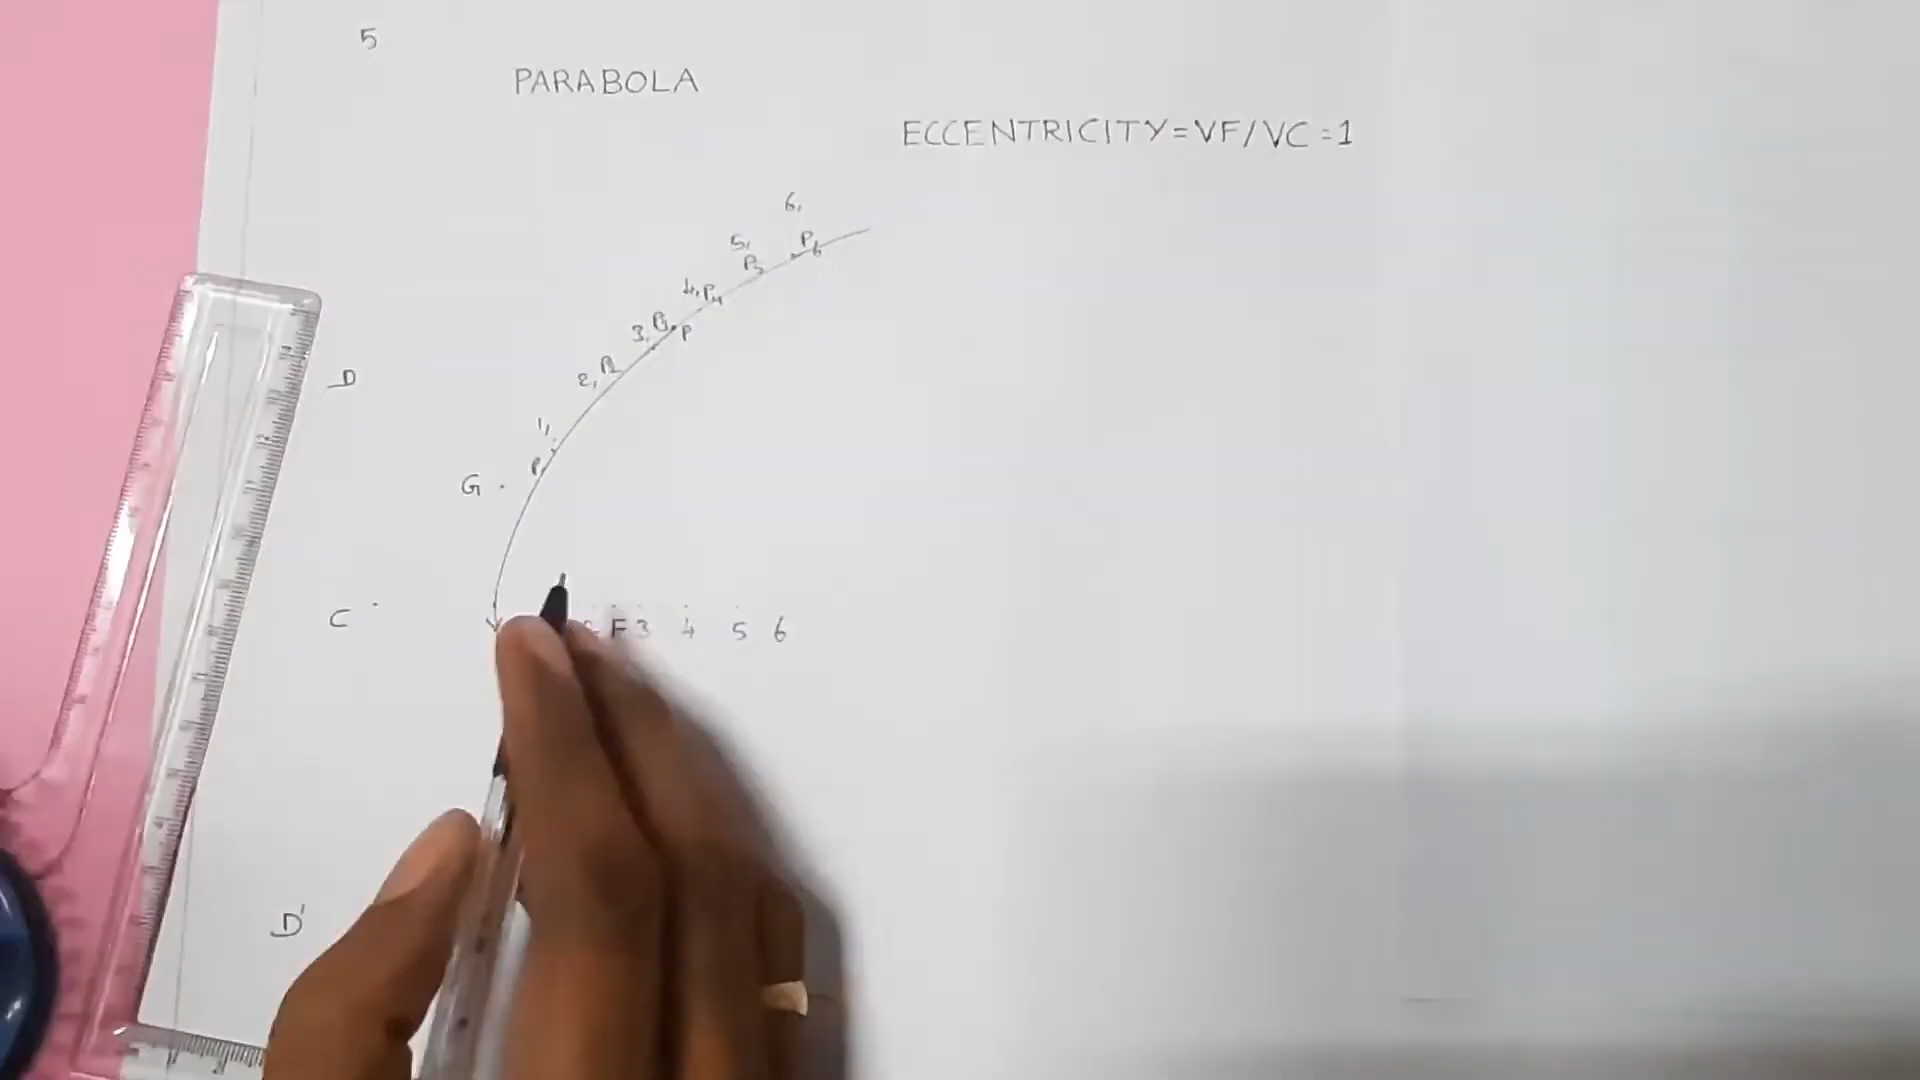 5
PARABOLA
ECCENTRICITY=VF/VC=1
6,
5,
P6
P5
4,P4
3,P3
P
D
2,P2
1,
P
G
C
F 3 4 5 6
D'